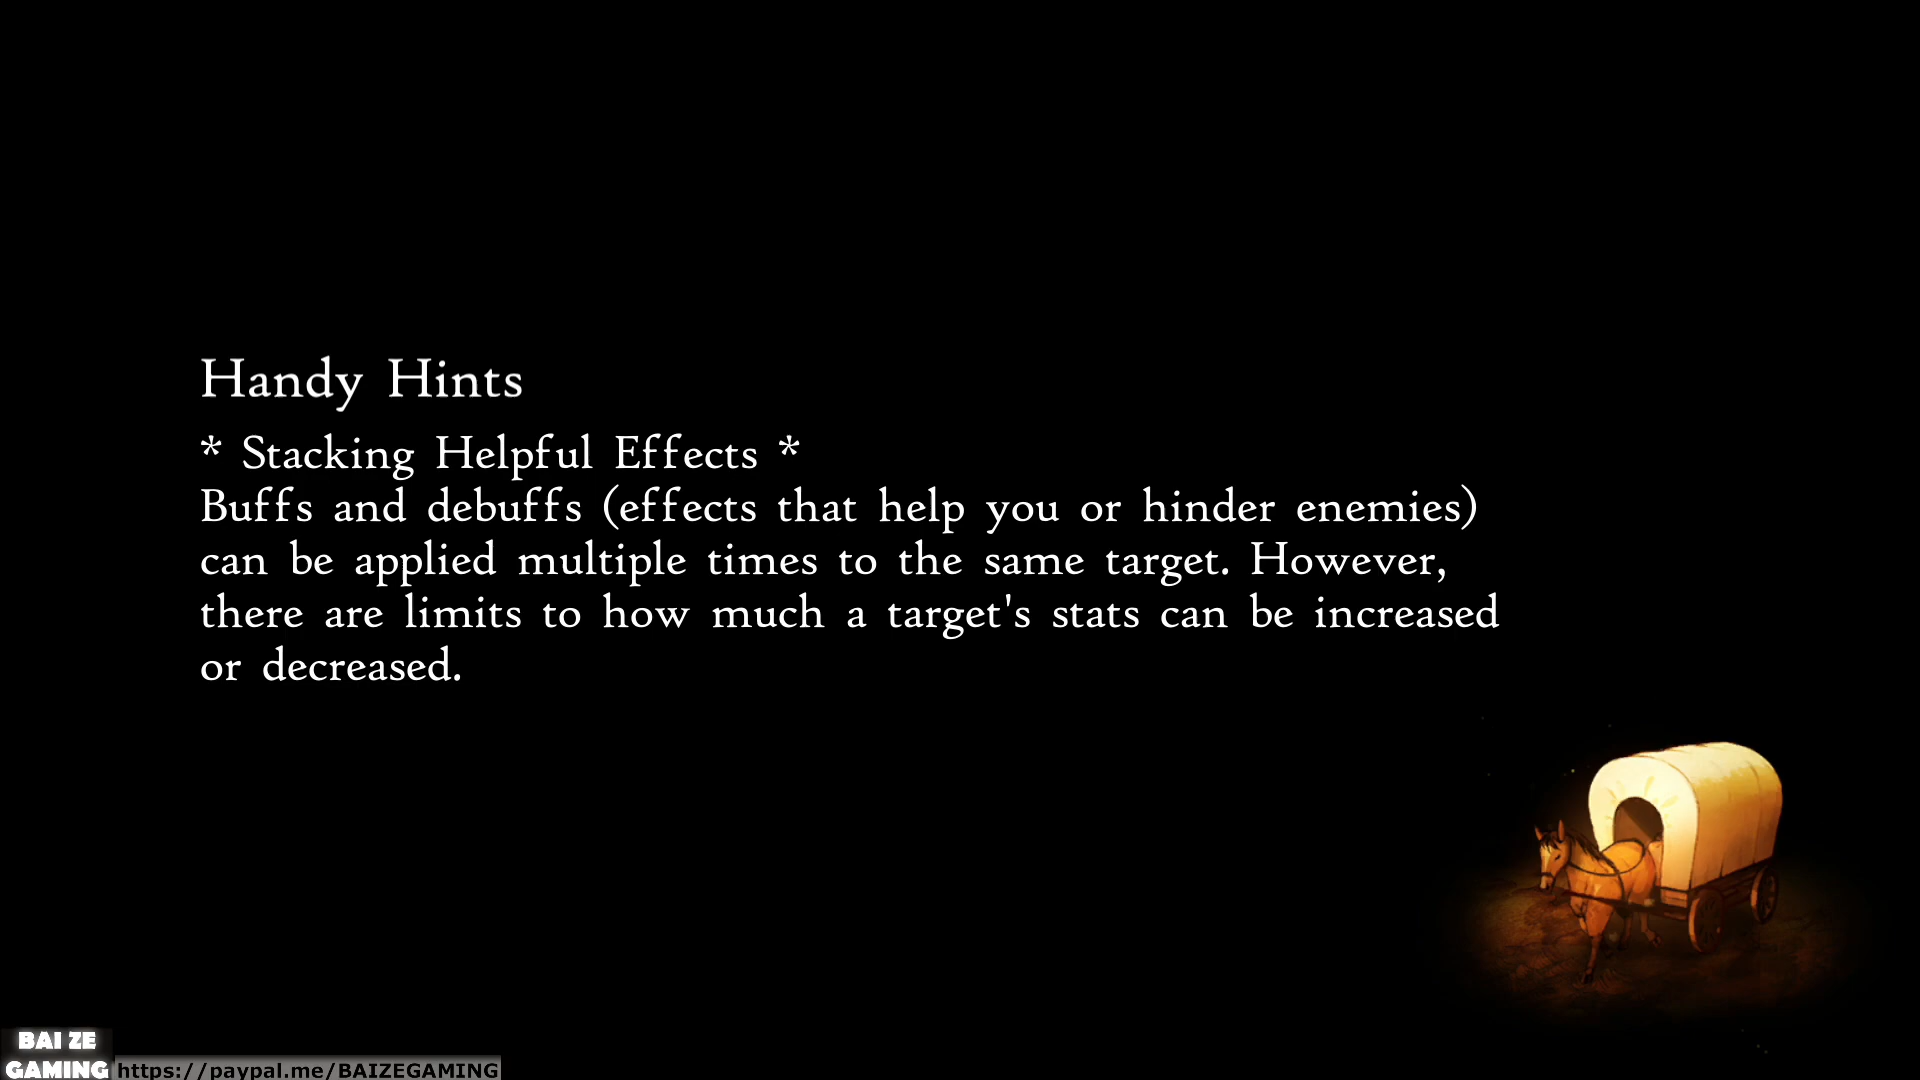 Handy Hints
* Stacking Helpful Effects *
Buffs and debuffs (effects that help you or hinder enemies)
can be applied multiple times to the same target. However,
there are limits to how much a target's stats can be increased
or decreased.
BAI ZE
GAMING https://paypal.me/BAIZEGAMING